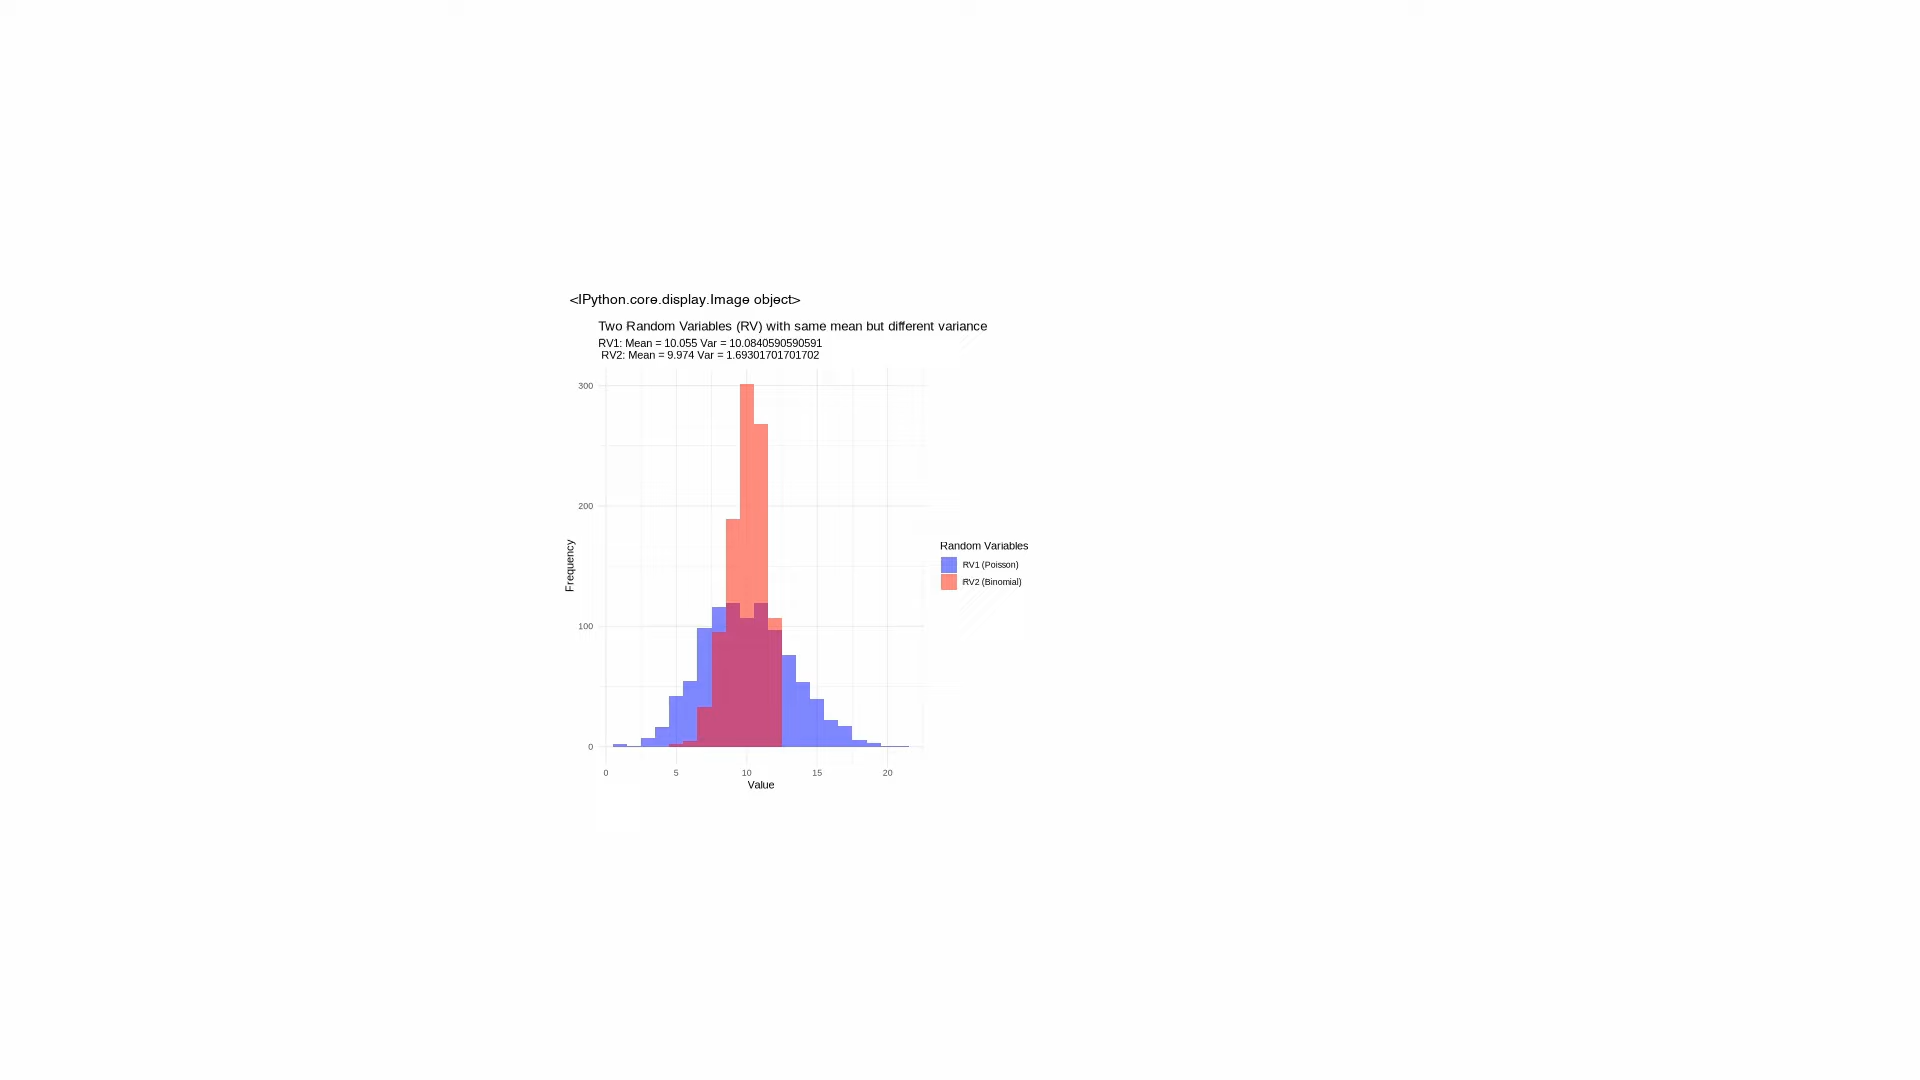 <IPython.core.display.Image object>
Two Random Variables (RV) with same mean but different variance
RV1: Mean = 10.055 Var = 10.0840590590591
RV2: Mean = 9.974 Var = 1.69301701701702
300
200
100
0
Frequency
0 5 10 15 20
Value
Random Variables
RV1 (Poisson)
RV2 (Binomial)